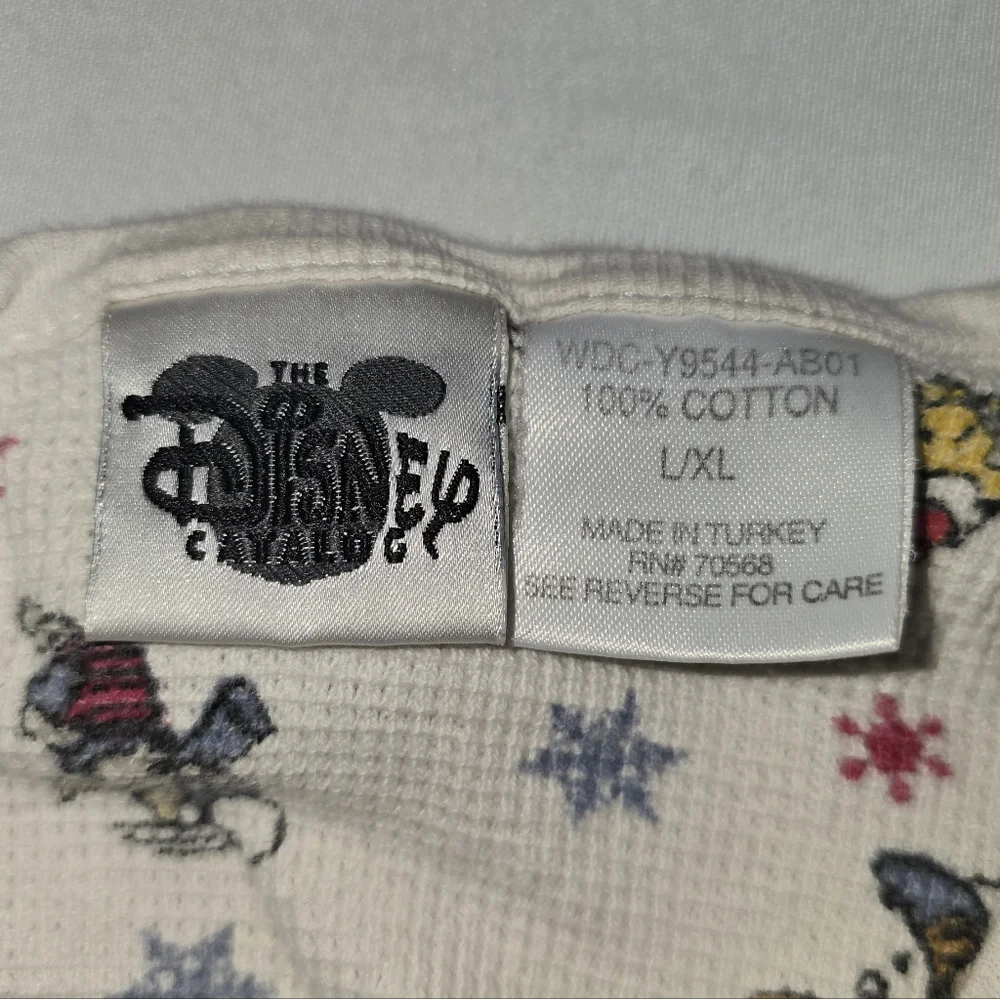 THE
DISNEY
CATALOG
WDC-Y9544-AB01
100% COTTON
L/XL
MADE IN TURKEY
RN# 70568
SEE REVERSE FOR CARE